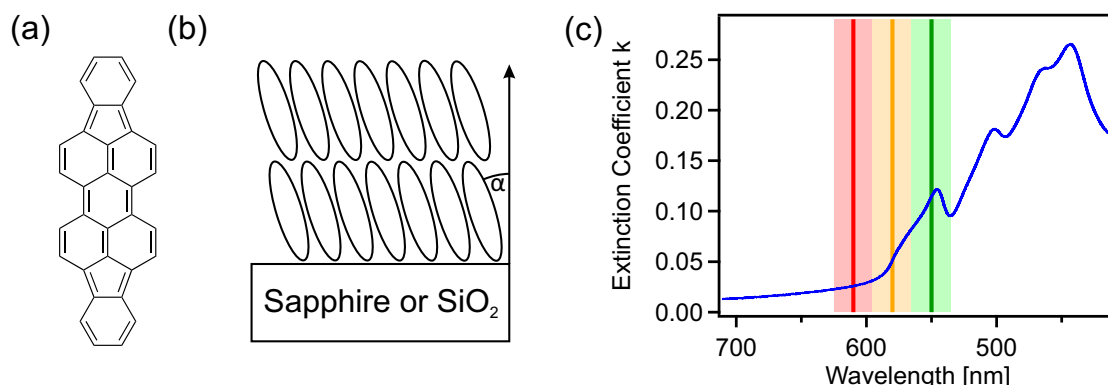 (a)
(b)
α
Sapphire or SiO₂
(c)
Extinction Coefficient k
0.25
0.20
0.15
0.10
0.05
0.00
700
600
500
Wavelength [nm]